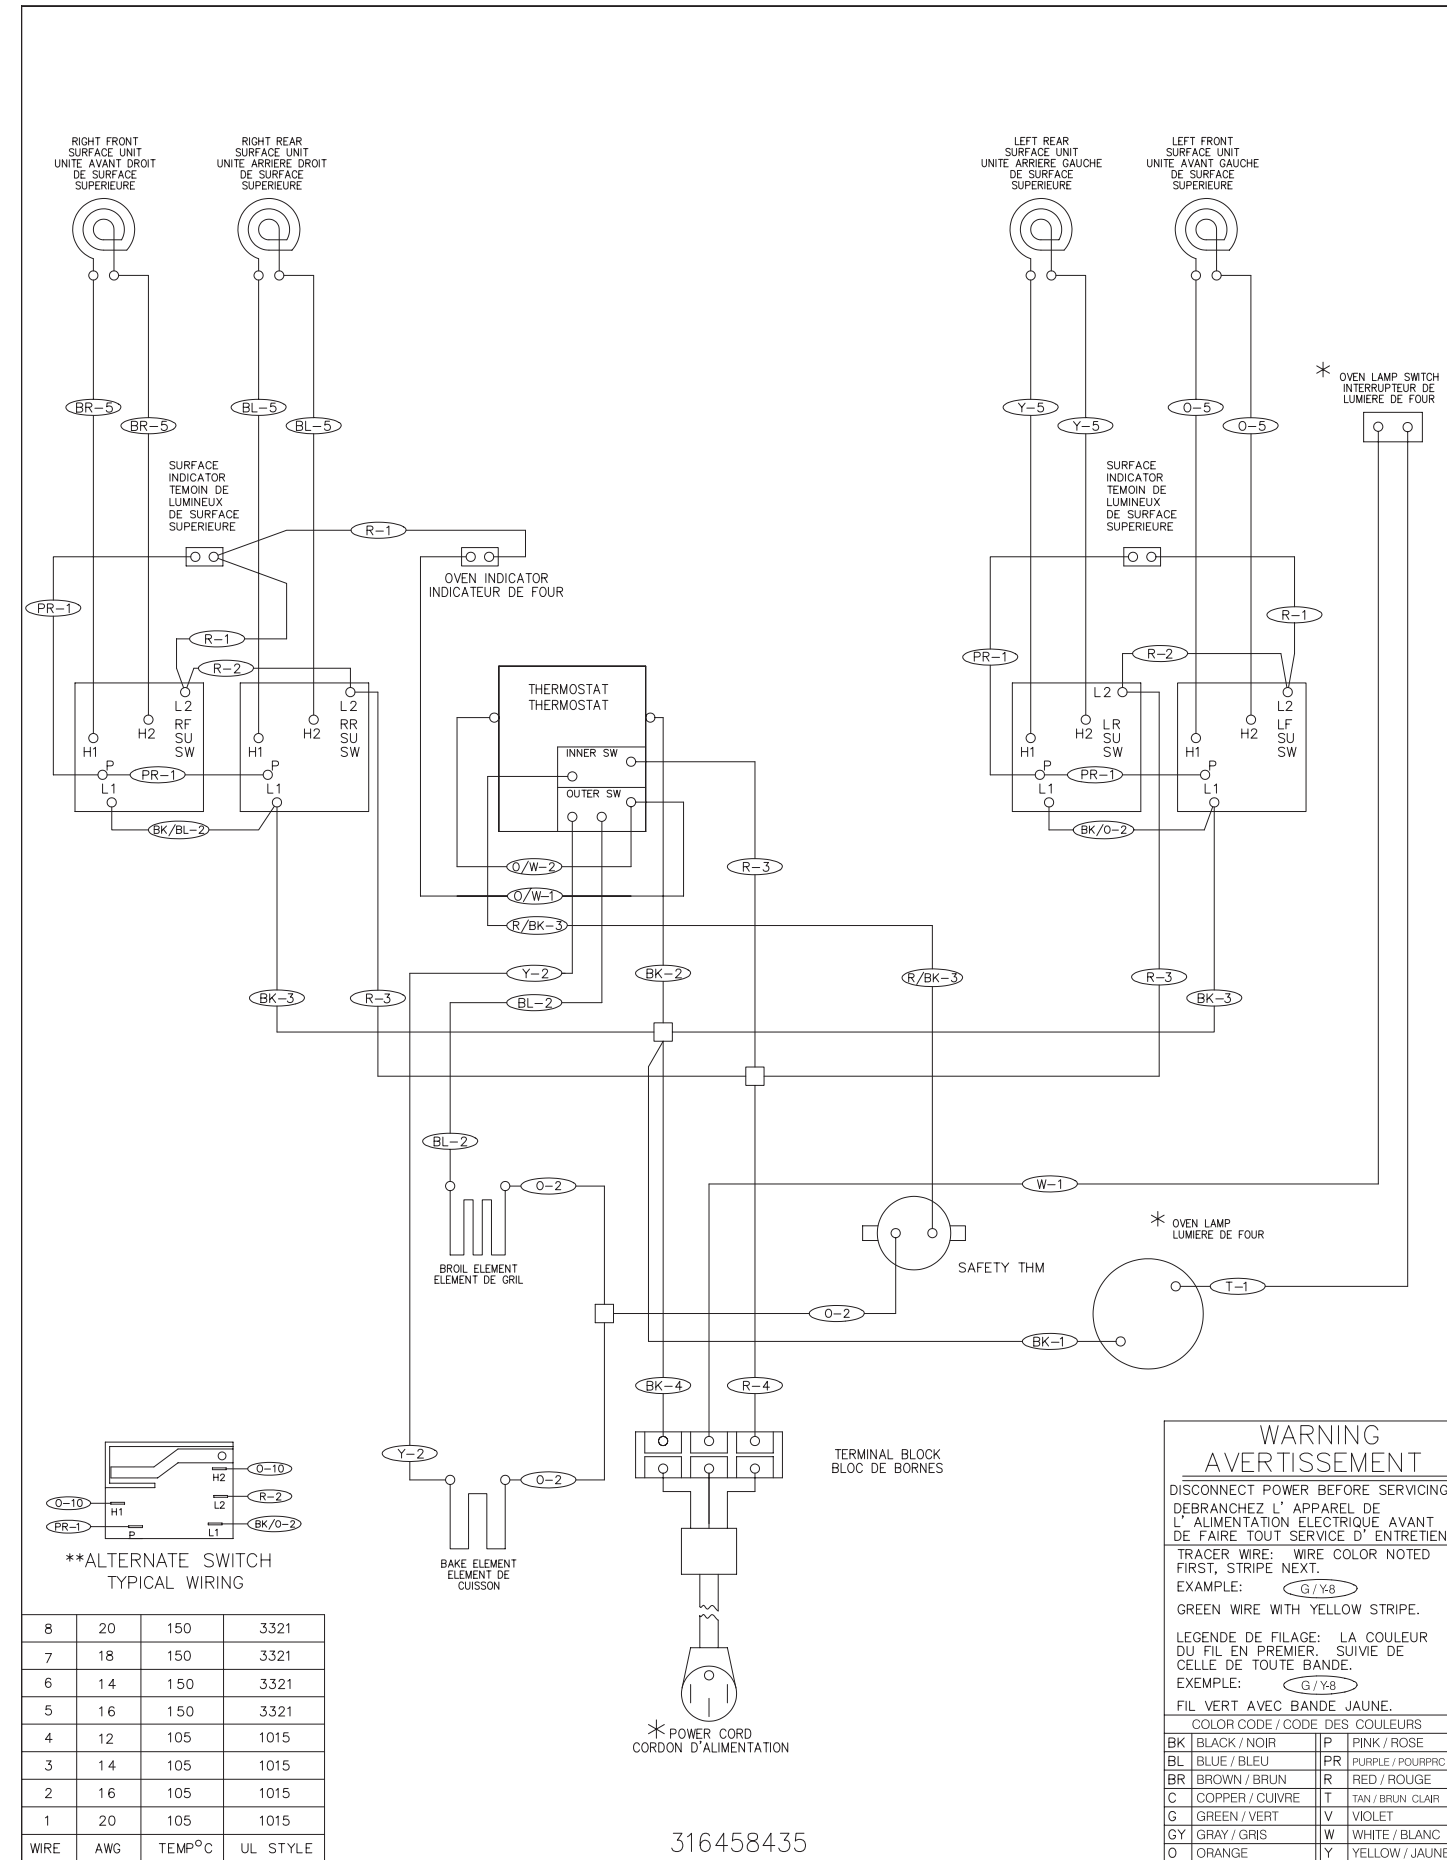 RIGHT FRONT
SURFACE UNIT
UNITE AVANT DROIT
DE SURFACE
SUPERIEURE
RIGHT REAR
SURFACE UNIT
UNITE ARRIERE DROIT
DE SURFACE
SUPERIEURE
LEFT REAR
SURFACE UNIT
UNITE ARRIERE GAUCHE
DE SURFACE
SUPERIEURE
LEFT FRONT
SURFACE UNIT
UNITE AVANT GAUCHE
DE SURFACE
SUPERIEURE
* OVEN LAMP SWITCH
INTERRUPTEUR DE
LUMIERE DE FOUR
BR-5
BR-5
BL-5
BL-5
Y-5
Y-5
O-5
O-5
SURFACE
INDICATOR
TEMOIN DE
LUMINEUX
DE SURFACE
SUPERIEURE
SURFACE
INDICATOR
TEMOIN DE
LUMINEUX
DE SURFACE
SUPERIEURE
R-1
OVEN INDICATOR
INDICATEUR DE FOUR
PR-1
R-1
R-2
R-1
PR-1
R-2
THERMOSTAT
THERMOSTAT
INNER SW
OUTER SW
H1
H2
L2
RF
SU
SW
P
L1
PR-1
BK/BL-2
H1
H2
L2
RR
SU
SW
P
L1
H1
H2
L2
LR
SU
SW
P
L1
PR-1
BK/O-2
H1
H2
L2
LF
SU
SW
P
L1
O/W-2
O/W-1
R/BK-3
R-3
Y-2
BK-2
R/BK-3
R-3
BK-3
BK-3
R-3
BL-2
BL-2
O-2
W-1
BROIL ELEMENT
ELEMENT DE GRIL
SAFETY THM
* OVEN LAMP
LUMIERE DE FOUR
T-1
O-2
BK-1
BK-4
R-4
Y-2
O-2
TERMINAL BLOCK
BLOC DE BORNES
BAKE ELEMENT
ELEMENT DE
CUISSON
* POWER CORD
CORDON D'ALIMENTATION
O-10
H2
R-2
L2
O-10
H1
PR-1
P
L1
BK/O-2
**ALTERNATE SWITCH
TYPICAL WIRING
8 20 150 3321
7 18 150 3321
6 14 150 3321
5 16 150 3321
4 12 105 1015
3 14 105 1015
2 16 105 1015
1 20 105 1015
WIRE AWG TEMP°C UL STYLE
316458435
WARNING
AVERTISSEMENT
DISCONNECT POWER BEFORE SERVICING
DEBRANCHEZ L' APPAREL DE
L' ALIMENTATION ELECTRIQUE AVANT
DE FAIRE TOUT SERVICE D' ENTRETIEN
TRACER WIRE: WIRE COLOR NOTED
FIRST, STRIPE NEXT.
EXAMPLE: G/Y-8
GREEN WIRE WITH YELLOW STRIPE.
LEGENDE DE FILAGE: LA COULEUR
DU FIL EN PREMIER. SUIVIE DE
CELLE DE TOUTE BANDE.
EXEMPLE: G/Y-8
FIL VERT AVEC BANDE JAUNE.
COLOR CODE / CODE DES COULEURS
BK BLACK / NOIR P PINK / ROSE
BL BLUE / BLEU PR PURPLE / POURPRC
BR BROWN / BRUN R RED / ROUGE
C COPPER / CUIVRE T TAN / BRUN CLAIR
G GREEN / VERT V VIOLET
GY GRAY / GRIS W WHITE / BLANC
O ORANGE Y YELLOW / JAUNE